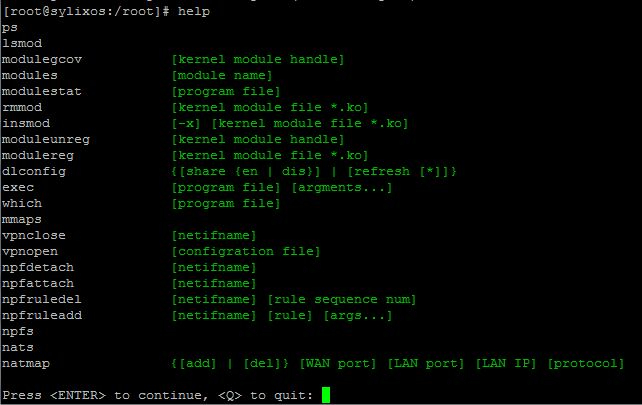 [root@sylixos:/root]# help
ps
lsmod
modulegcov [kernel module handle]
modules [module name]
modulestat [program file]
rmmod [kernel module file *.ko]
insmod [-x] [kernel module file *.ko]
moduleunreg [kernel module handle]
modulereg [kernel module file *.ko]
dlconfig {[share {en | dis}] | [refresh [*]]}
exec [program file] [arguments...]
which [program file]
mmaps
vpnclose [netifname]
vpnopen [configration file]
npfdetach [netifname]
npfattach [netifname]
npfruledel [netifname] [rule sequence num]
npfruleadd [netifname] [rule] [args...]
npfs
nats
natmap {[add] | [del]} [WAN port] [LAN port] [LAN IP] [protocol]
Press <ENTER> to continue, <Q> to quit: